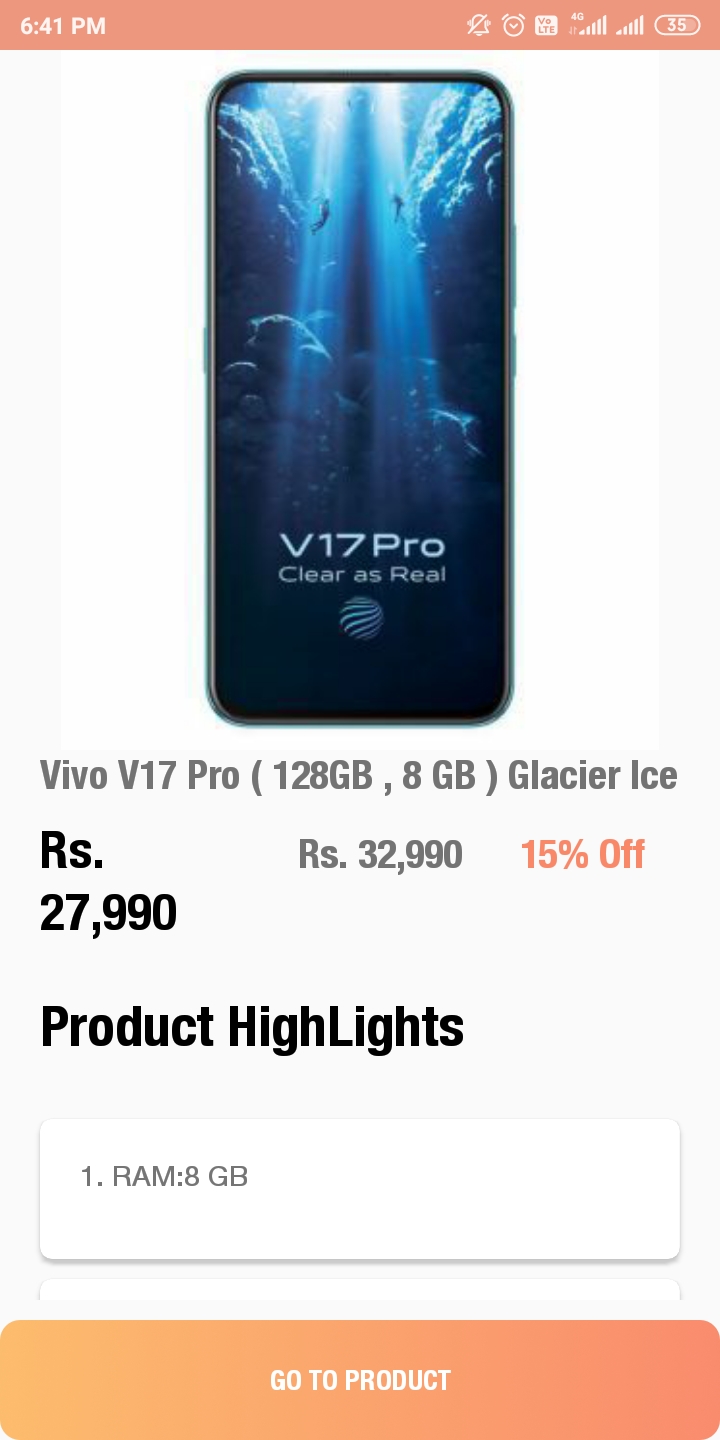 6:41 PM
4G
Vo
LTE
35
V17Pro
Clear as Real
Vivo V17 Pro ( 128GB , 8 GB ) Glacier Ice
Rs. 27,990
Rs. 32,990
15% Off
Product HighLights
1. RAM:8 GB
GO TO PRODUCT